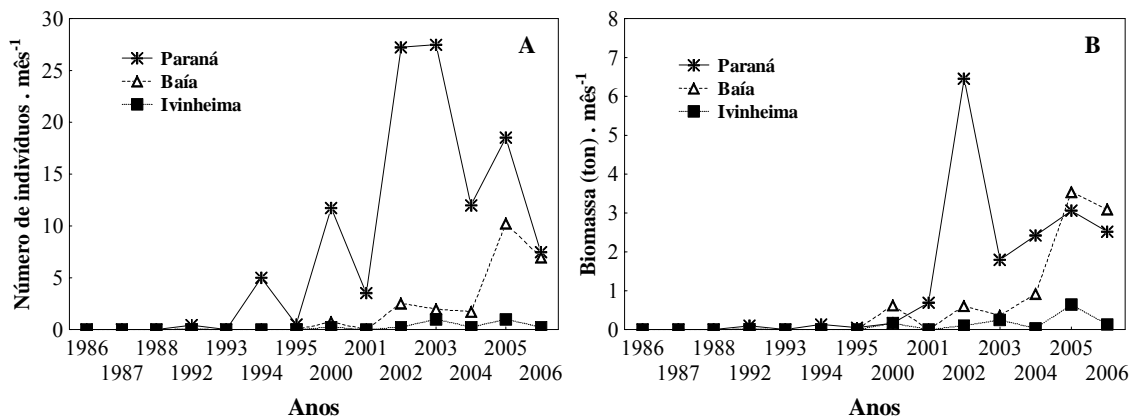 A
Paraná
Baía
Ivinheima
Número de indivíduos . mês-1
30
25
20
15
10
5
0
1986 1988 1993 1995 2001 2003 2005
1987 1992 1994 2000 2002 2004 2006
Anos
B
Paraná
Baía
Ivinheima
Biomassa (ton) . mês-1
8
7
6
5
4
3
2
1
0
1986 1988 1993 1995 2001 2003 2005
1987 1992 1994 2000 2002 2004 2006
Anos